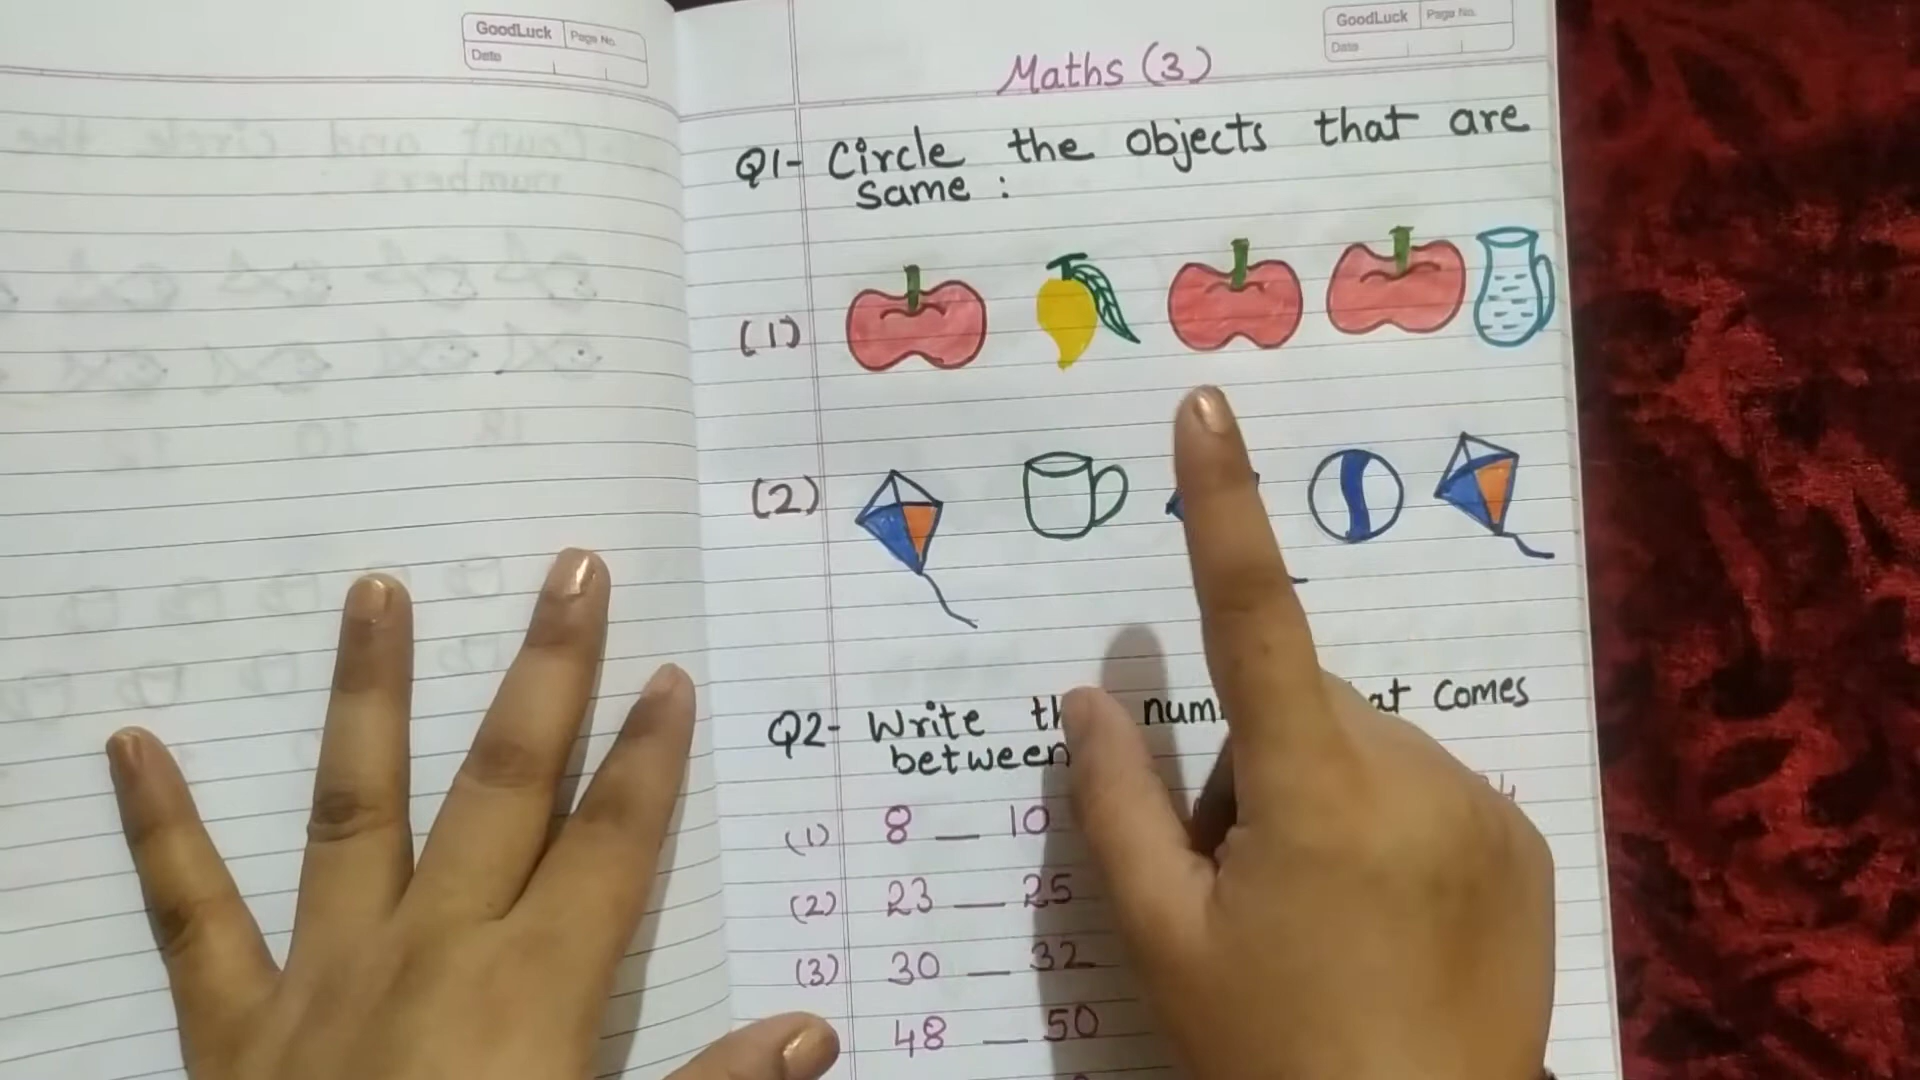 GoodLuck Page No.
Date
GoodLuck Page No.
Date
Maths (3)
Q1- Circle the objects that are
same :
(1)
(2)
Q2- Write comes
between
(1) 8 __ 10
(2) 23 __ 25
(3) 30 __ 32
48 __ 50